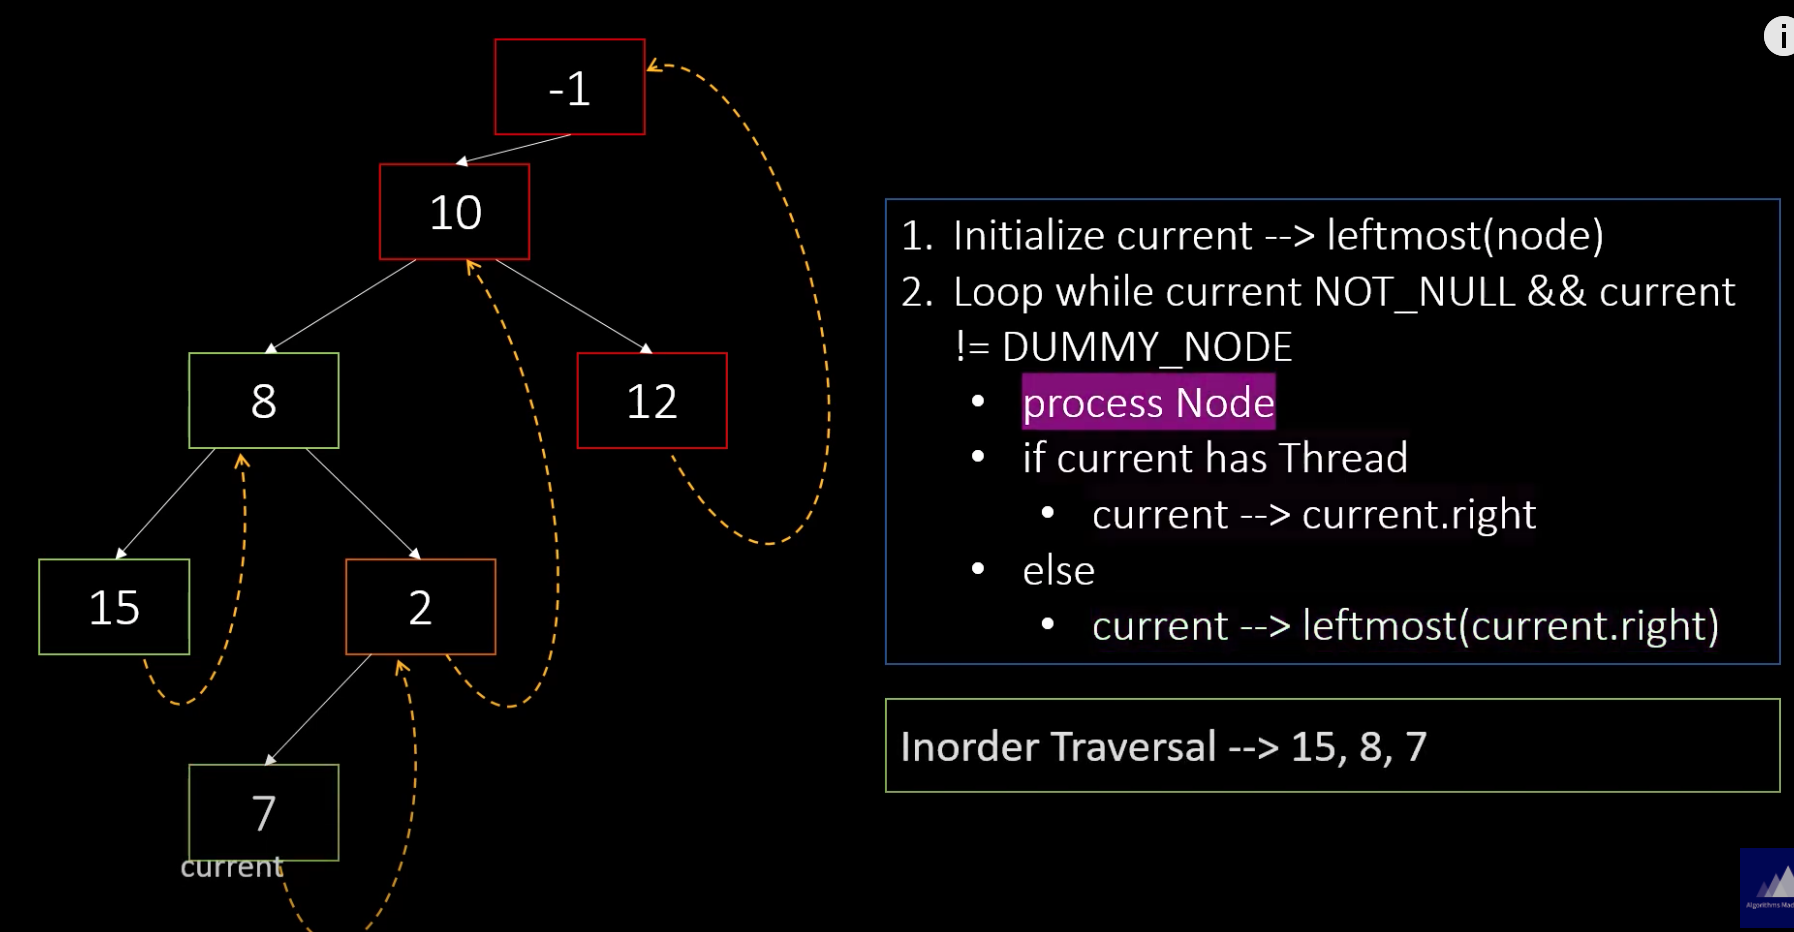 -1
10
8
12
15
2
7
current
1. Initialize current --> leftmost(node)
2. Loop while current NOT_NULL && current
!= DUMMY_NODE
• process Node
• if current has Thread
• current --> current.right
• else
• current --> leftmost(current.right)
Inorder Traversal --> 15, 8, 7
i
Algorithms Mad